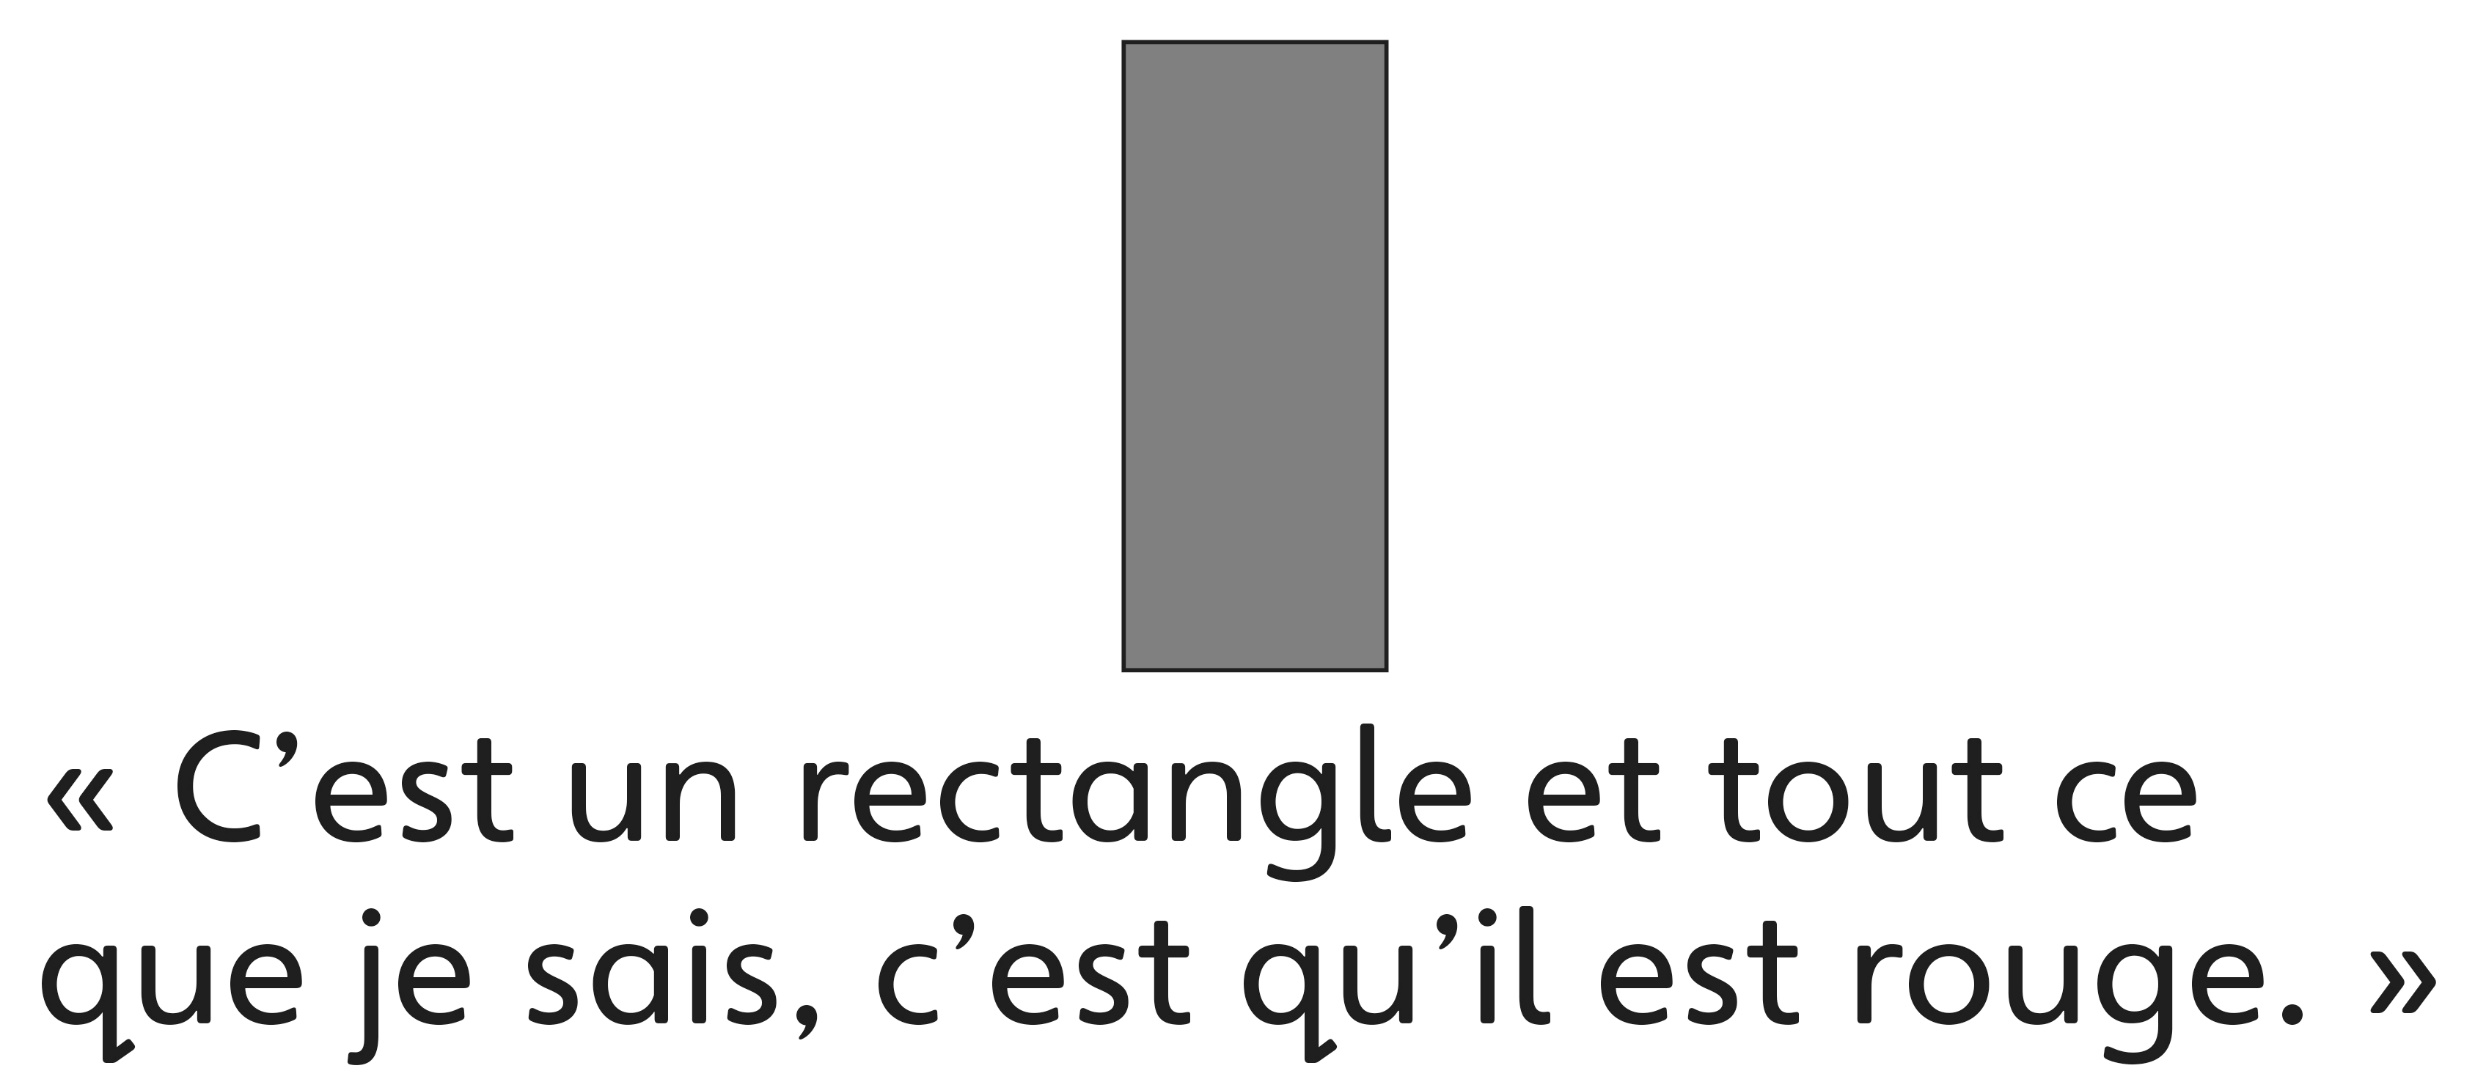 « C’est un rectangle et tout ce
que je sais, c’est qu’il est rouge. »